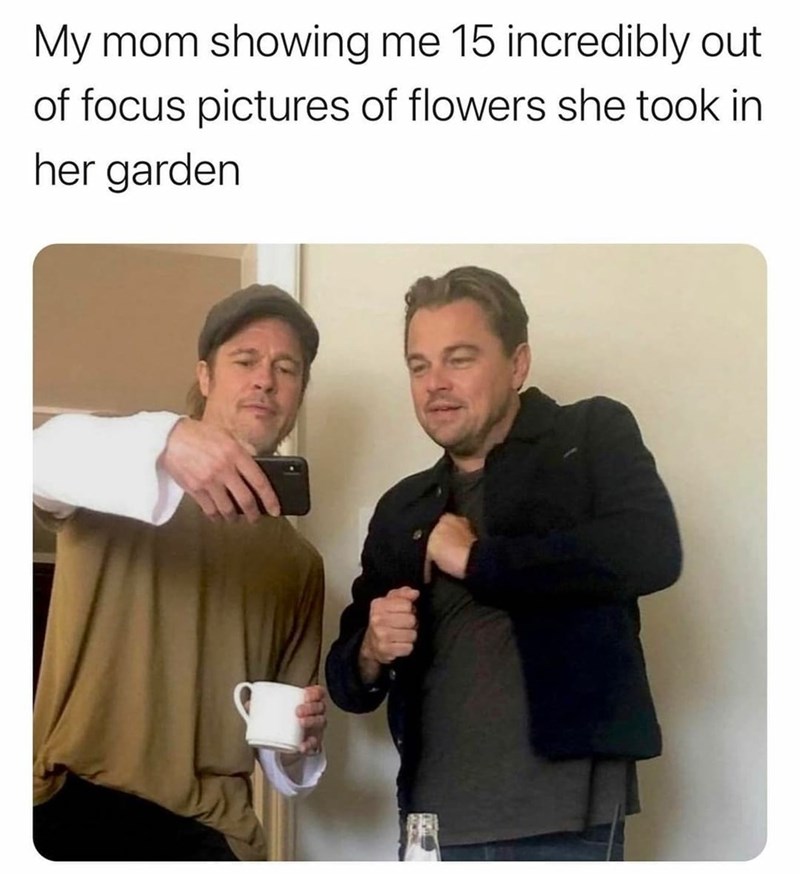 My mom showing me 15 incredibly out
of focus pictures of flowers she took in
her garden